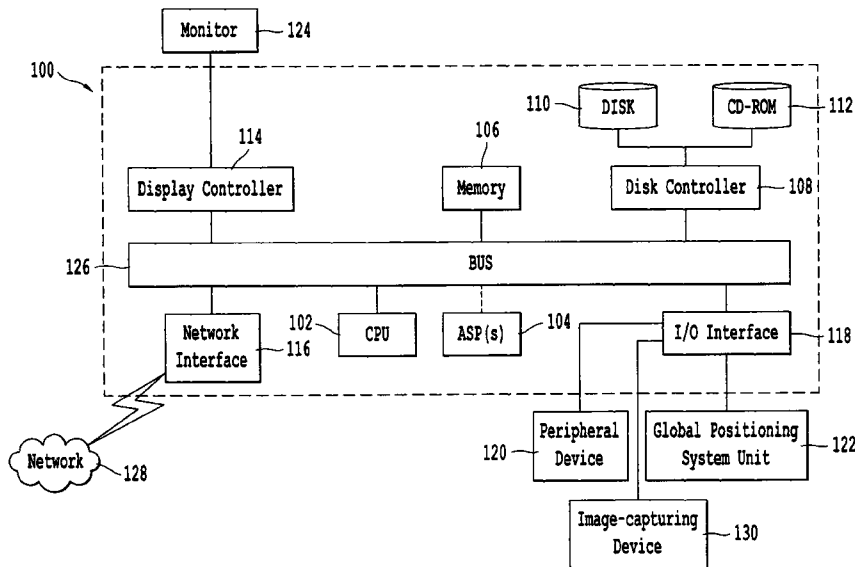 Monitor
124
100
110
DISK
CD-ROM
112
114
106
Display Controller
Memory
Disk Controller
108
126
BUS
Network
Interface
116
102
CPU
ASP(s)
104
I/O Interface
118
Network
128
120
Peripheral
Device
Global Positioning
System Unit
122
Image-capturing
Device
130